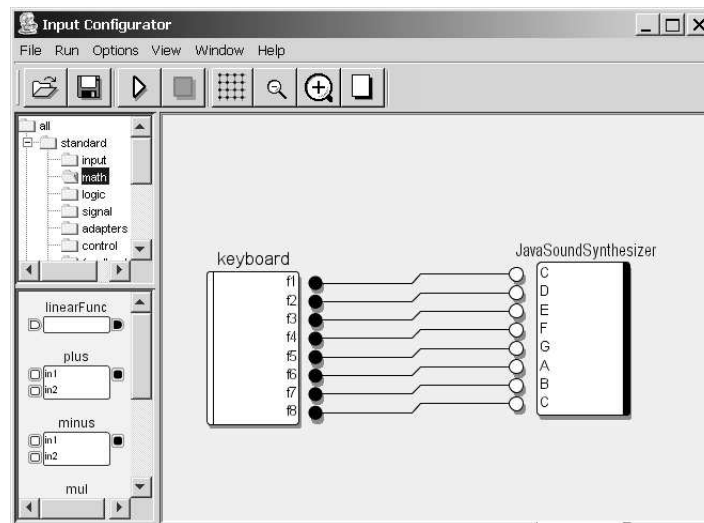 Input Configurator
File Run Options View Window Help
all
standard
input
math
logic
signal
adapters
control
linearFunc
plus
in1
in2
minus
in1
in2
mul
keyboard
f1
f2
f3
f4
f5
f6
f7
f8
JavaSoundSynthesizer
C
D
E
F
G
A
B
C